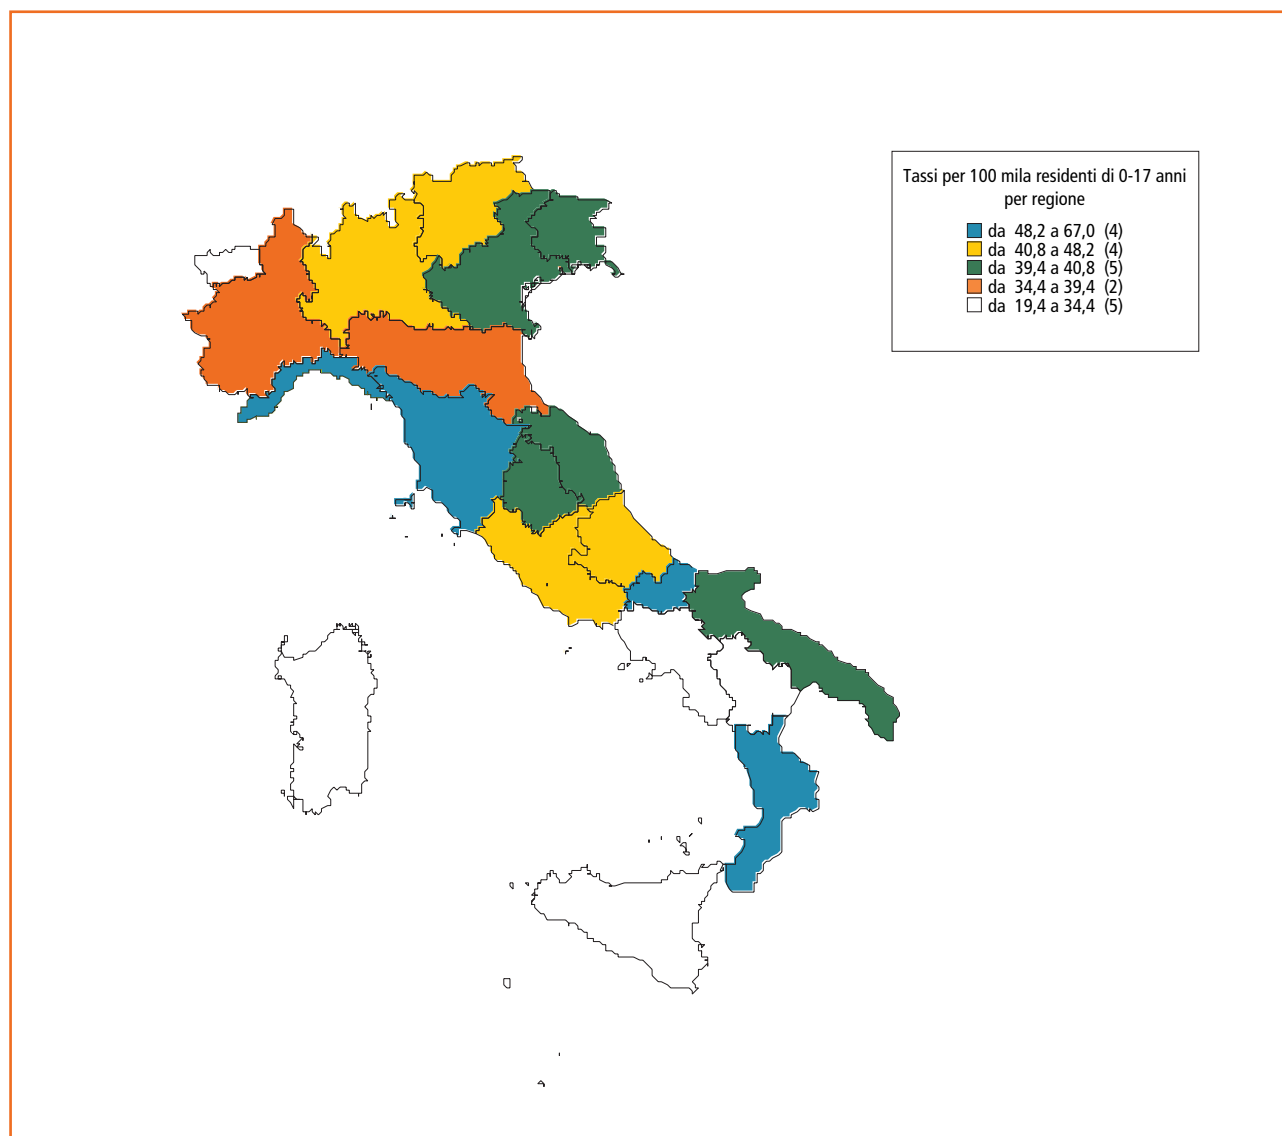 Tassi per 100 mila residenti di 0-17 anni
per regione
da 48,2 a 67,0 (4)
da 40,8 a 48,2 (4)
da 39,4 a 40,8 (5)
da 34,4 a 39,4 (2)
da 19,4 a 34,4 (5)